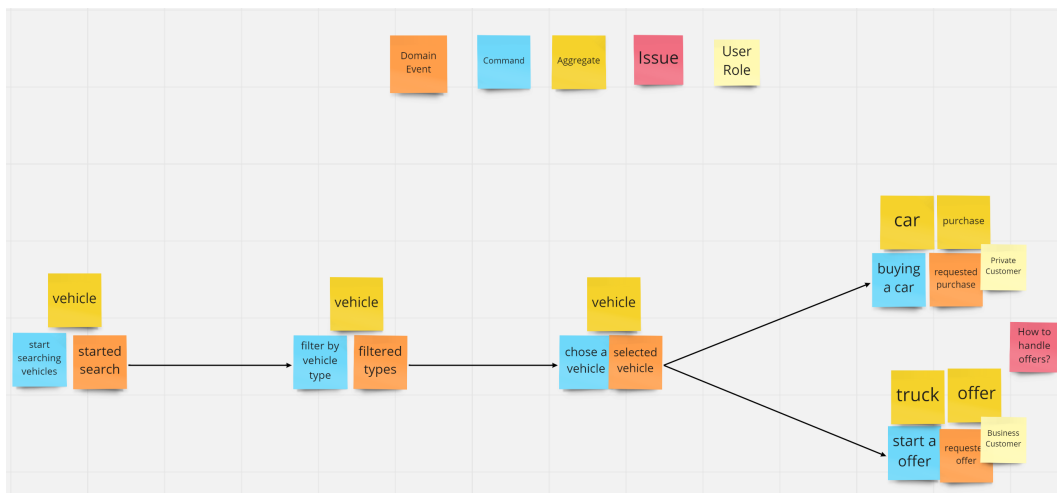 Domain
Event
Command
Aggregate
Issue
User
Role
car
purchase
buying
a car
requested
purchase
Private
Customer
vehicle
start
searching
vehicles
started
search
vehicle
filter by
vehicle
type
filtered
types
vehicle
chose a
vehicle
selected
vehicle
How to
handle
offers?
truck
offer
start a
offer
requeste
offer
Business
Customer